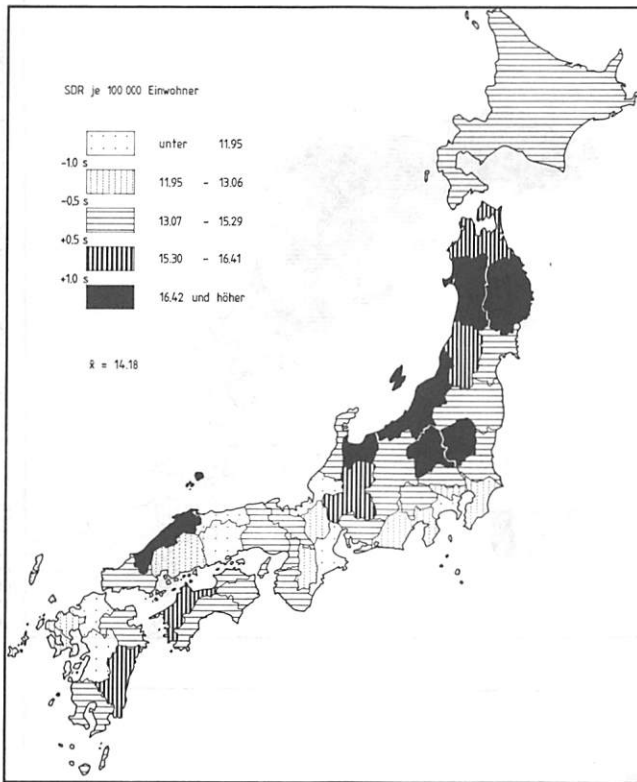 SDR je 100 000 Einwohner
unter 11.95
-1.0 s
11.95 - 13.06
-0.5 s
13.07 - 15.29
+0.5 s
15.30 - 16.41
+1.0 s
16.42 und höher
x̄ = 14.18